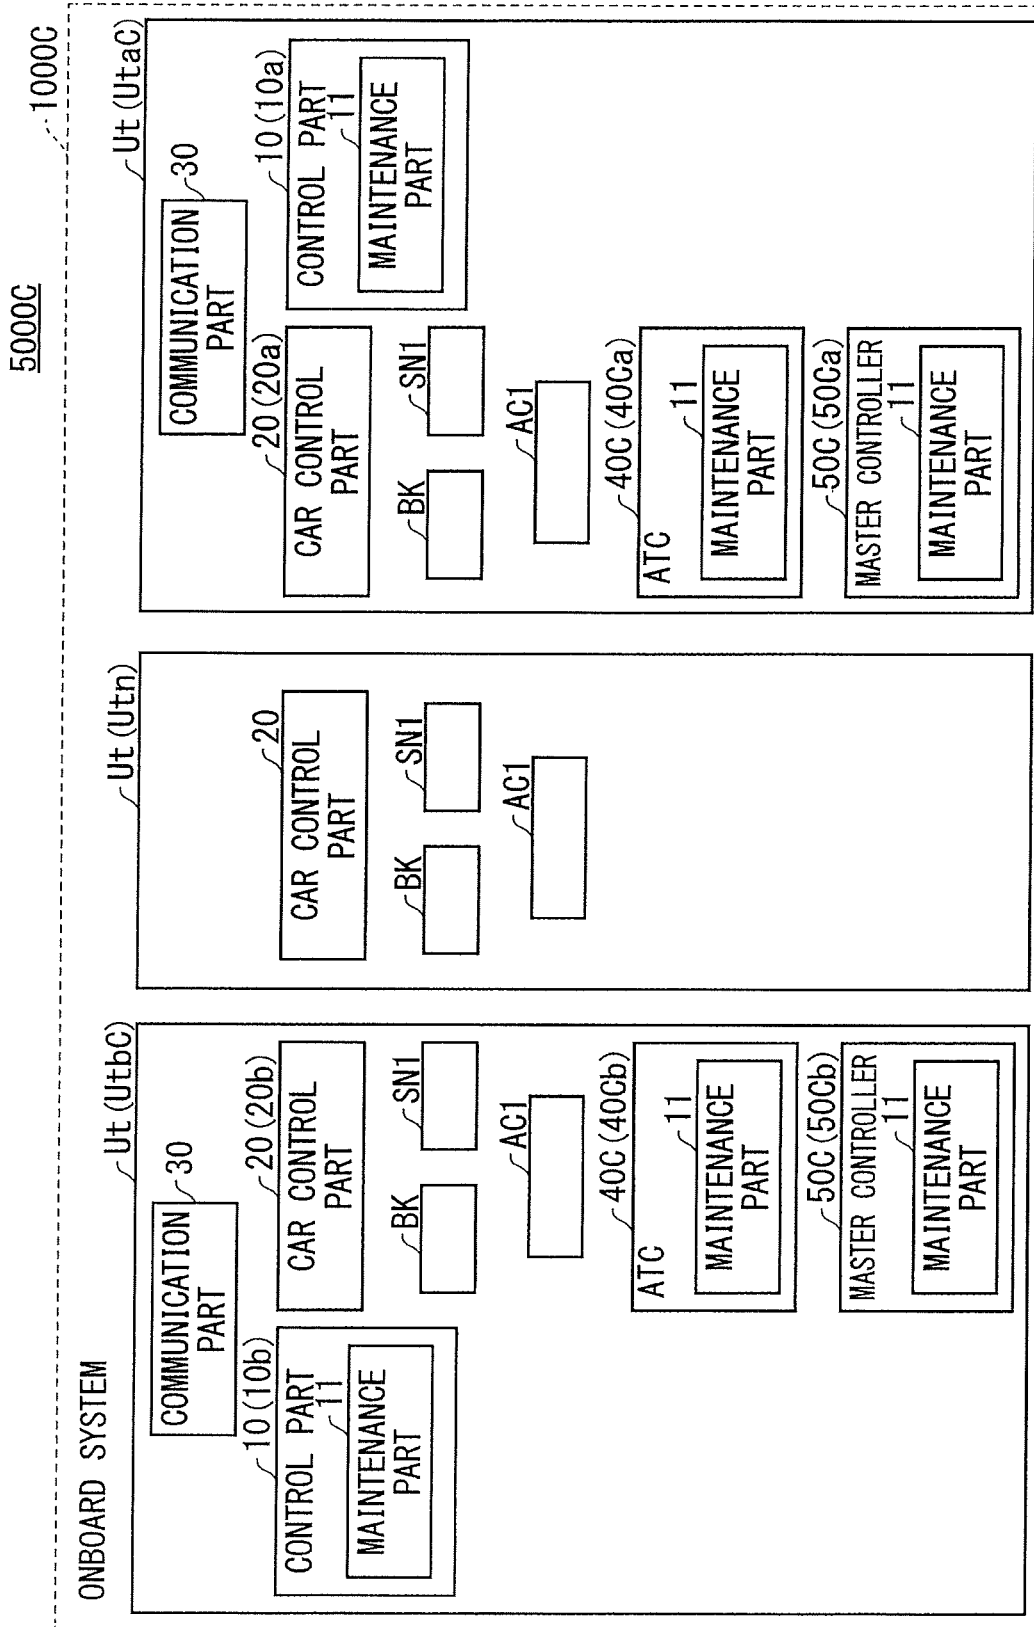 5000C
1000C
ONBOARD SYSTEM
Ut(UtbC)
COMMUNICATION
PART
30
10(10b)
CONTROL PART
11
MAINTENANCE
PART
20(20b)
CAR CONTROL
PART
BK
SN1
AC1
40C(40Cb)
ATC
11
MAINTENANCE
PART
50C(50Cb)
MASTER CONTROLLER
11
MAINTENANCE
PART
Ut(Utn)
20
CAR CONTROL
PART
BK
SN1
AC1
Ut(UtaC)
COMMUNICATION
PART
30
20(20a)
CAR CONTROL
PART
10(10a)
CONTROL PART
11
MAINTENANCE
PART
BK
SN1
AC1
40C(40Ca)
ATC
11
MAINTENANCE
PART
50C(50Ca)
MASTER CONTROLLER
11
MAINTENANCE
PART